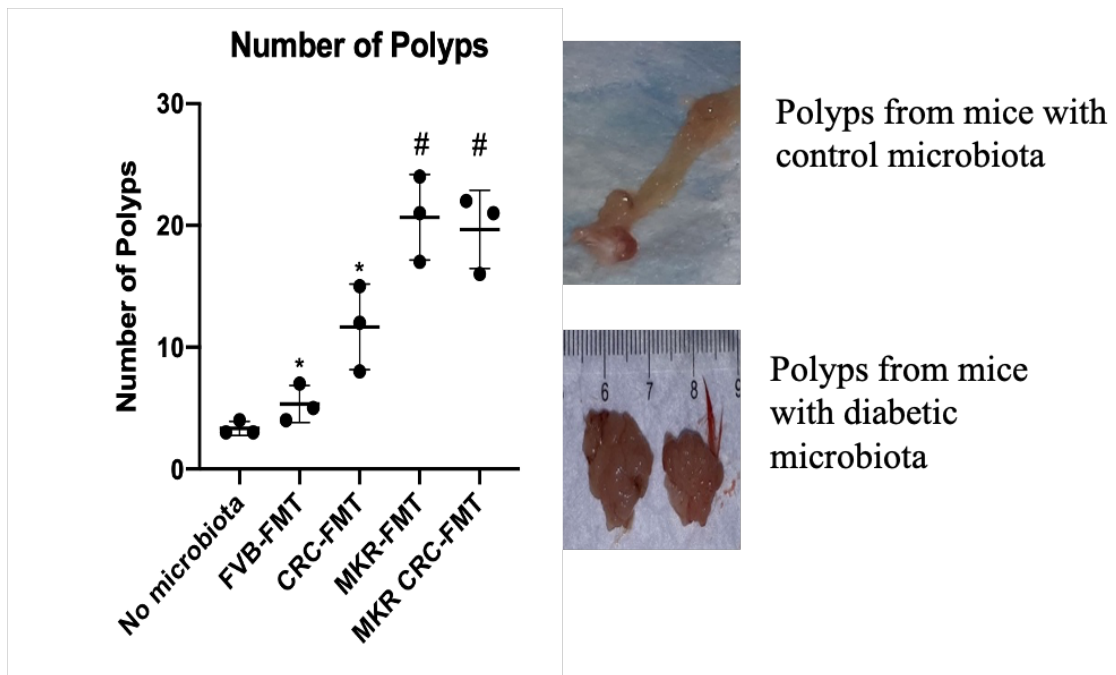 Number of Polyps
30
20
10
0
Number of Polyps
*
*
#
#
No microbiota
FVB-FMT
CRC-FMT
MKR-FMT
MKR CRC-FMT
Polyps from mice with
control microbiota
6 7 8 9
Polyps from mice
with diabetic
microbiota